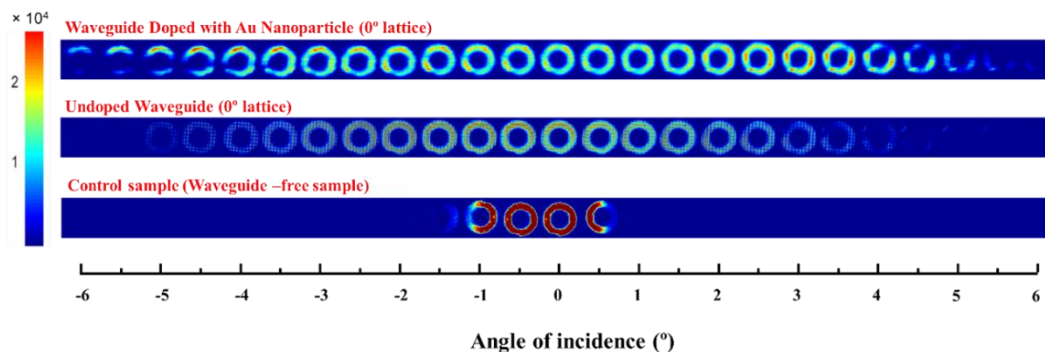 × 10⁴
Waveguide Doped with Au Nanoparticle (0º lattice)
2
Undoped Waveguide (0º lattice)
1
Control sample (Waveguide –free sample)
-6 -5 -4 -3 -2 -1 0 1 2 3 4 5 6
Angle of incidence (º)